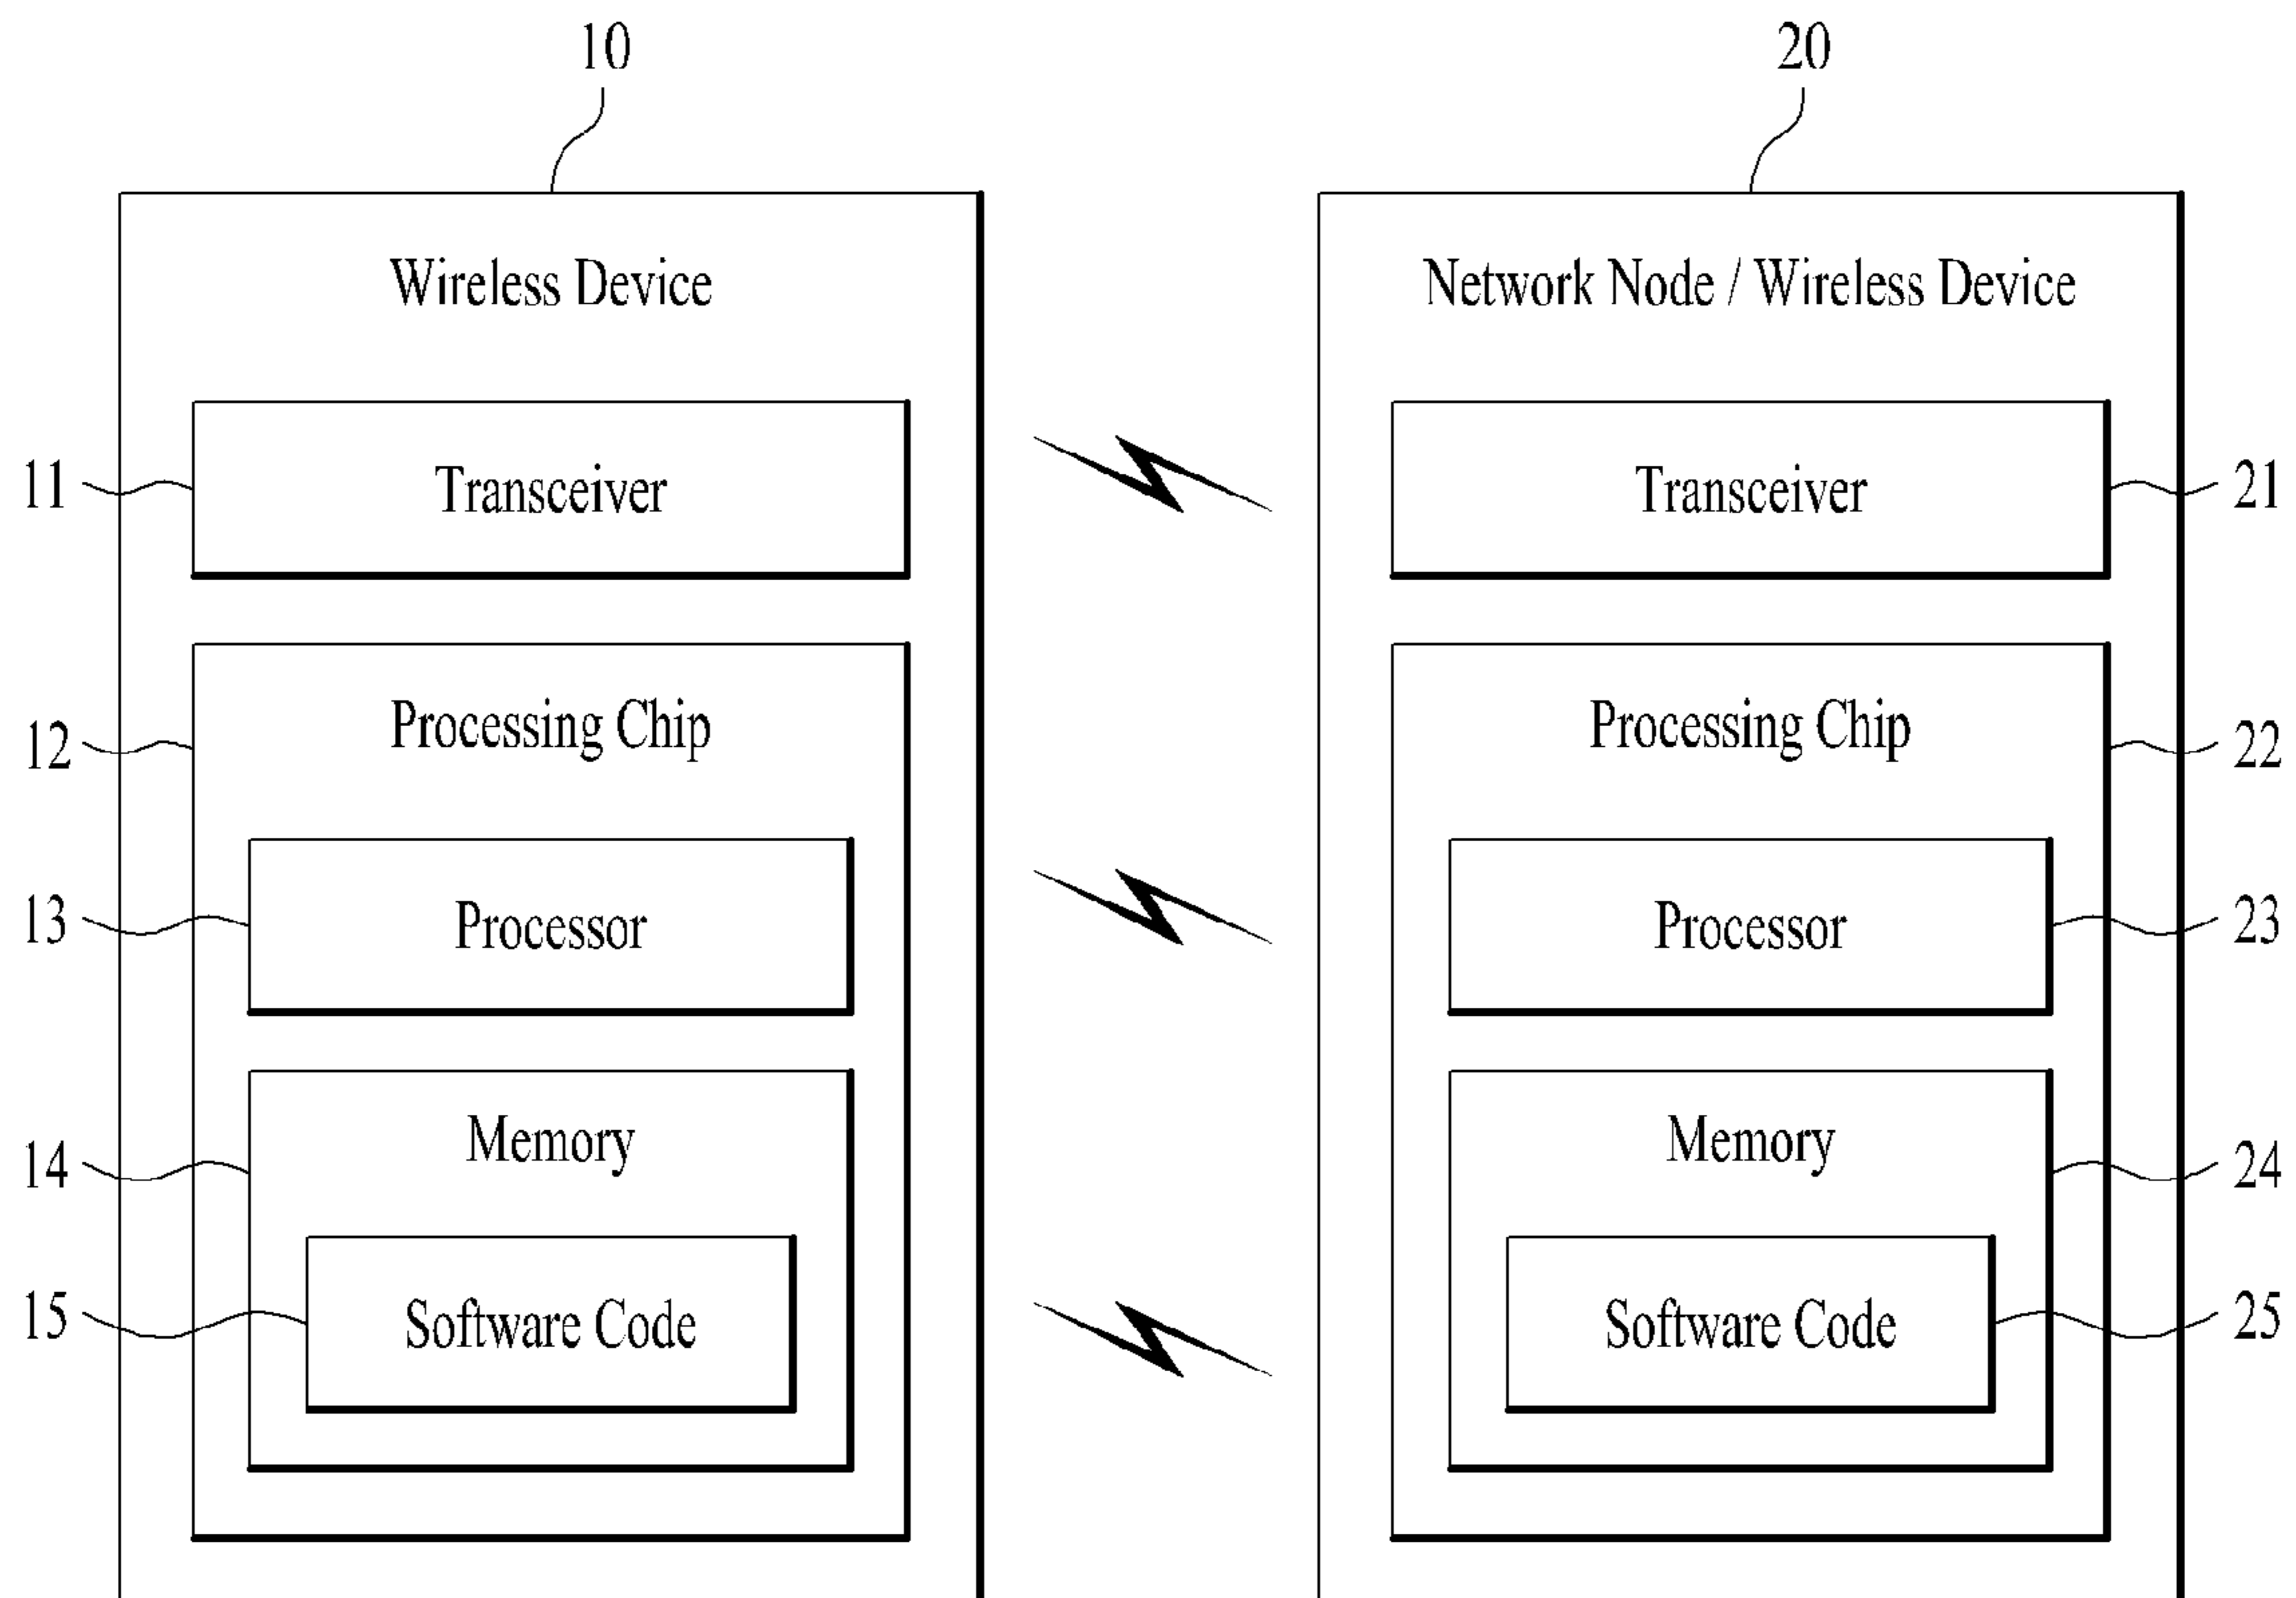 10
Wireless Device
11
Transceiver
12
Processing Chip
13
Processor
14
Memory
15
Software Code
20
Network Node / Wireless Device
Transceiver
21
Processing Chip
22
Processor
23
Memory
24
Software Code
25